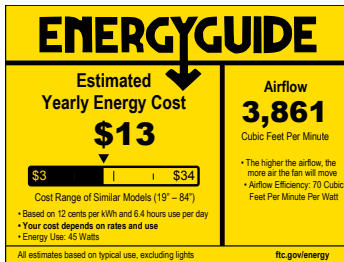 ENERGYGUIDE
Estimated
Yearly Energy Cost
$13
$3
$34
Cost Range of Similar Models (19” – 84”)
• Based on 12 cents per kWh and 6.4 hours use per day
• Your cost depends on rates and use
• Energy Use: 45 Watts
Airflow
3,861
Cubic Feet Per Minute
• The higher the airflow, the
more air the fan will move
• Airflow Efficiency: 70 Cubic
Feet Per Minute Per Watt
All estimates based on typical use, excluding lights
ftc.gov/energy